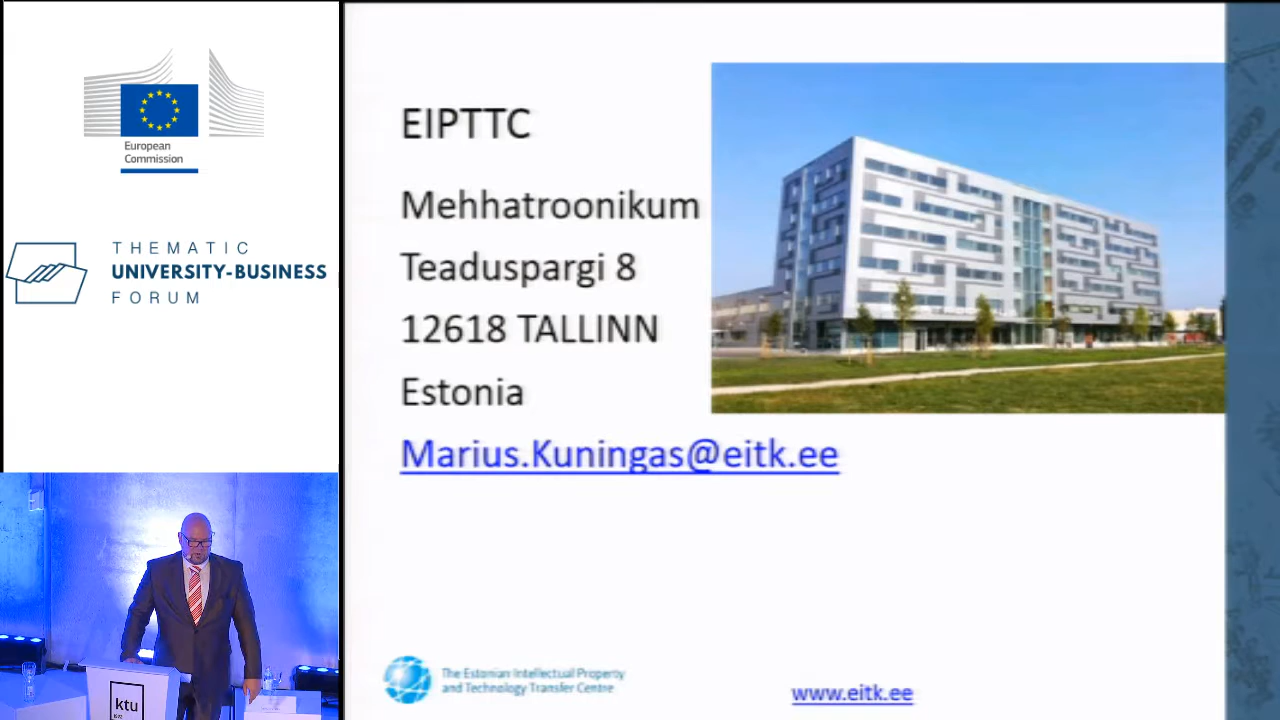 European
Commission
THEMATIC
UNIVERSITY-BUSINESS
FORUM
EIPTTC
Mehhatroonikum
Teaduspargi 8
12618 TALLINN
Estonia
Marius.Kuningas@eitk.ee
The Estonian Intellectual Property
and Technology Transfer Centre
www.eitk.ee
ktu
1922